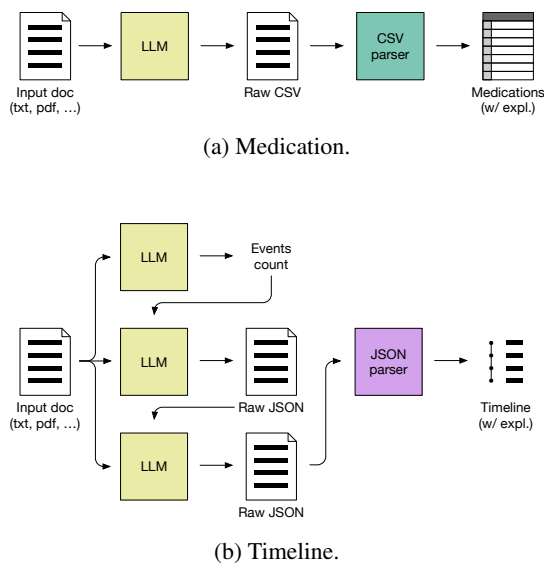 LLM
CSV
parser
Input doc
(txt, pdf, ...)
Raw CSV
Medications
(w/ expl.)
(a) Medication.
LLM
Events
count
LLM
JSON
parser
Input doc
(txt, pdf, ...)
Raw JSON
Timeline
(w/ expl.)
LLM
Raw JSON
(b) Timeline.